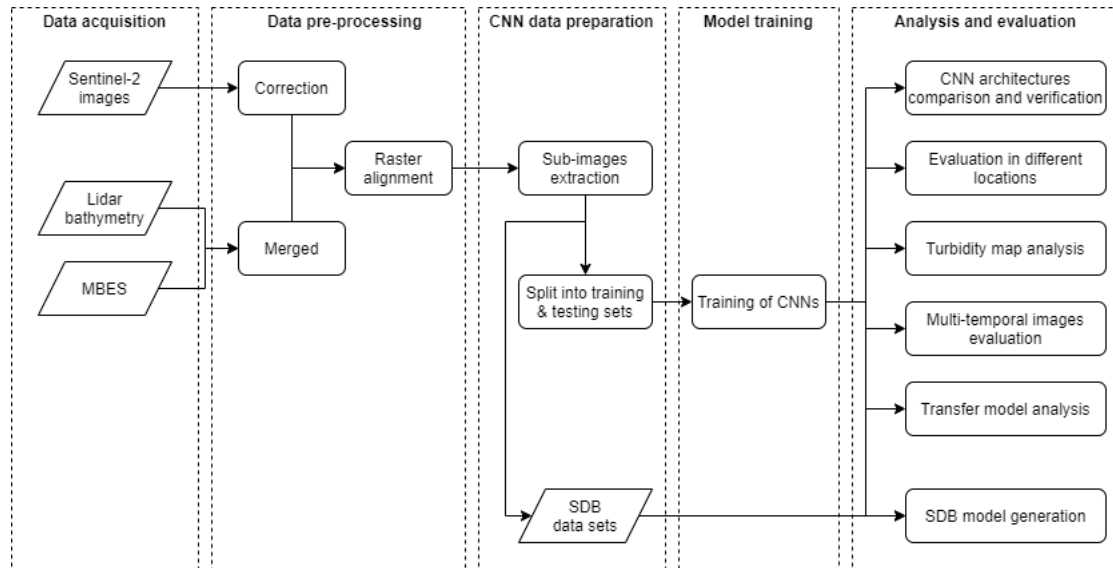 Data acquisition
Data pre-processing
CNN data preparation
Model training
Analysis and evaluation
Sentinel-2
images
Correction
CNN architectures
comparison and verification
Raster
alignment
Sub-images
extraction
Evaluation in different
locations
Lidar
bathymetry
Merged
Turbidity map analysis
MBES
Split into training
& testing sets
Training of CNNs
Multi-temporal images
evaluation
Transfer model analysis
SDB
data sets
SDB model generation